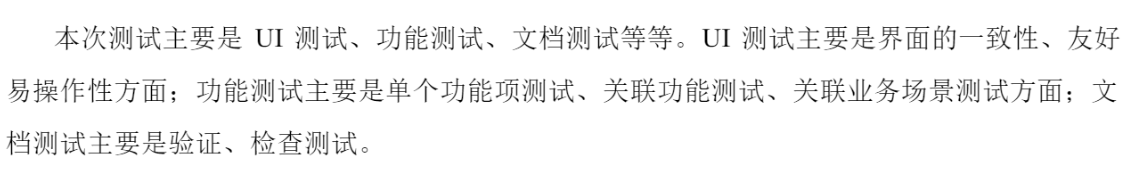 本次测试主要是 UI 测试、功能测试、文档测试等等。UI 测试主要是界面的一致性、友好
易操作性方面；功能测试主要是单个功能项测试、关联功能测试、关联业务场景测试方面；文
档测试主要是验证、检查测试。